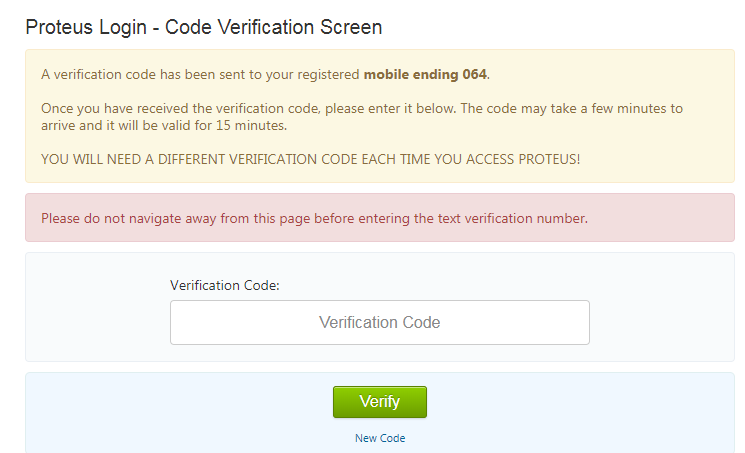 Proteus Login - Code Verification Screen
A verification code has been sent to your registered mobile ending 064.
Once you have received the verification code, please enter it below. The code may take a few minutes to
arrive and it will be valid for 15 minutes.
YOU WILL NEED A DIFFERENT VERIFICATION CODE EACH TIME YOU ACCESS PROTEUS!
Please do not navigate away from this page before entering the text verification number.
Verification Code:
Verification Code
Verify
New Code